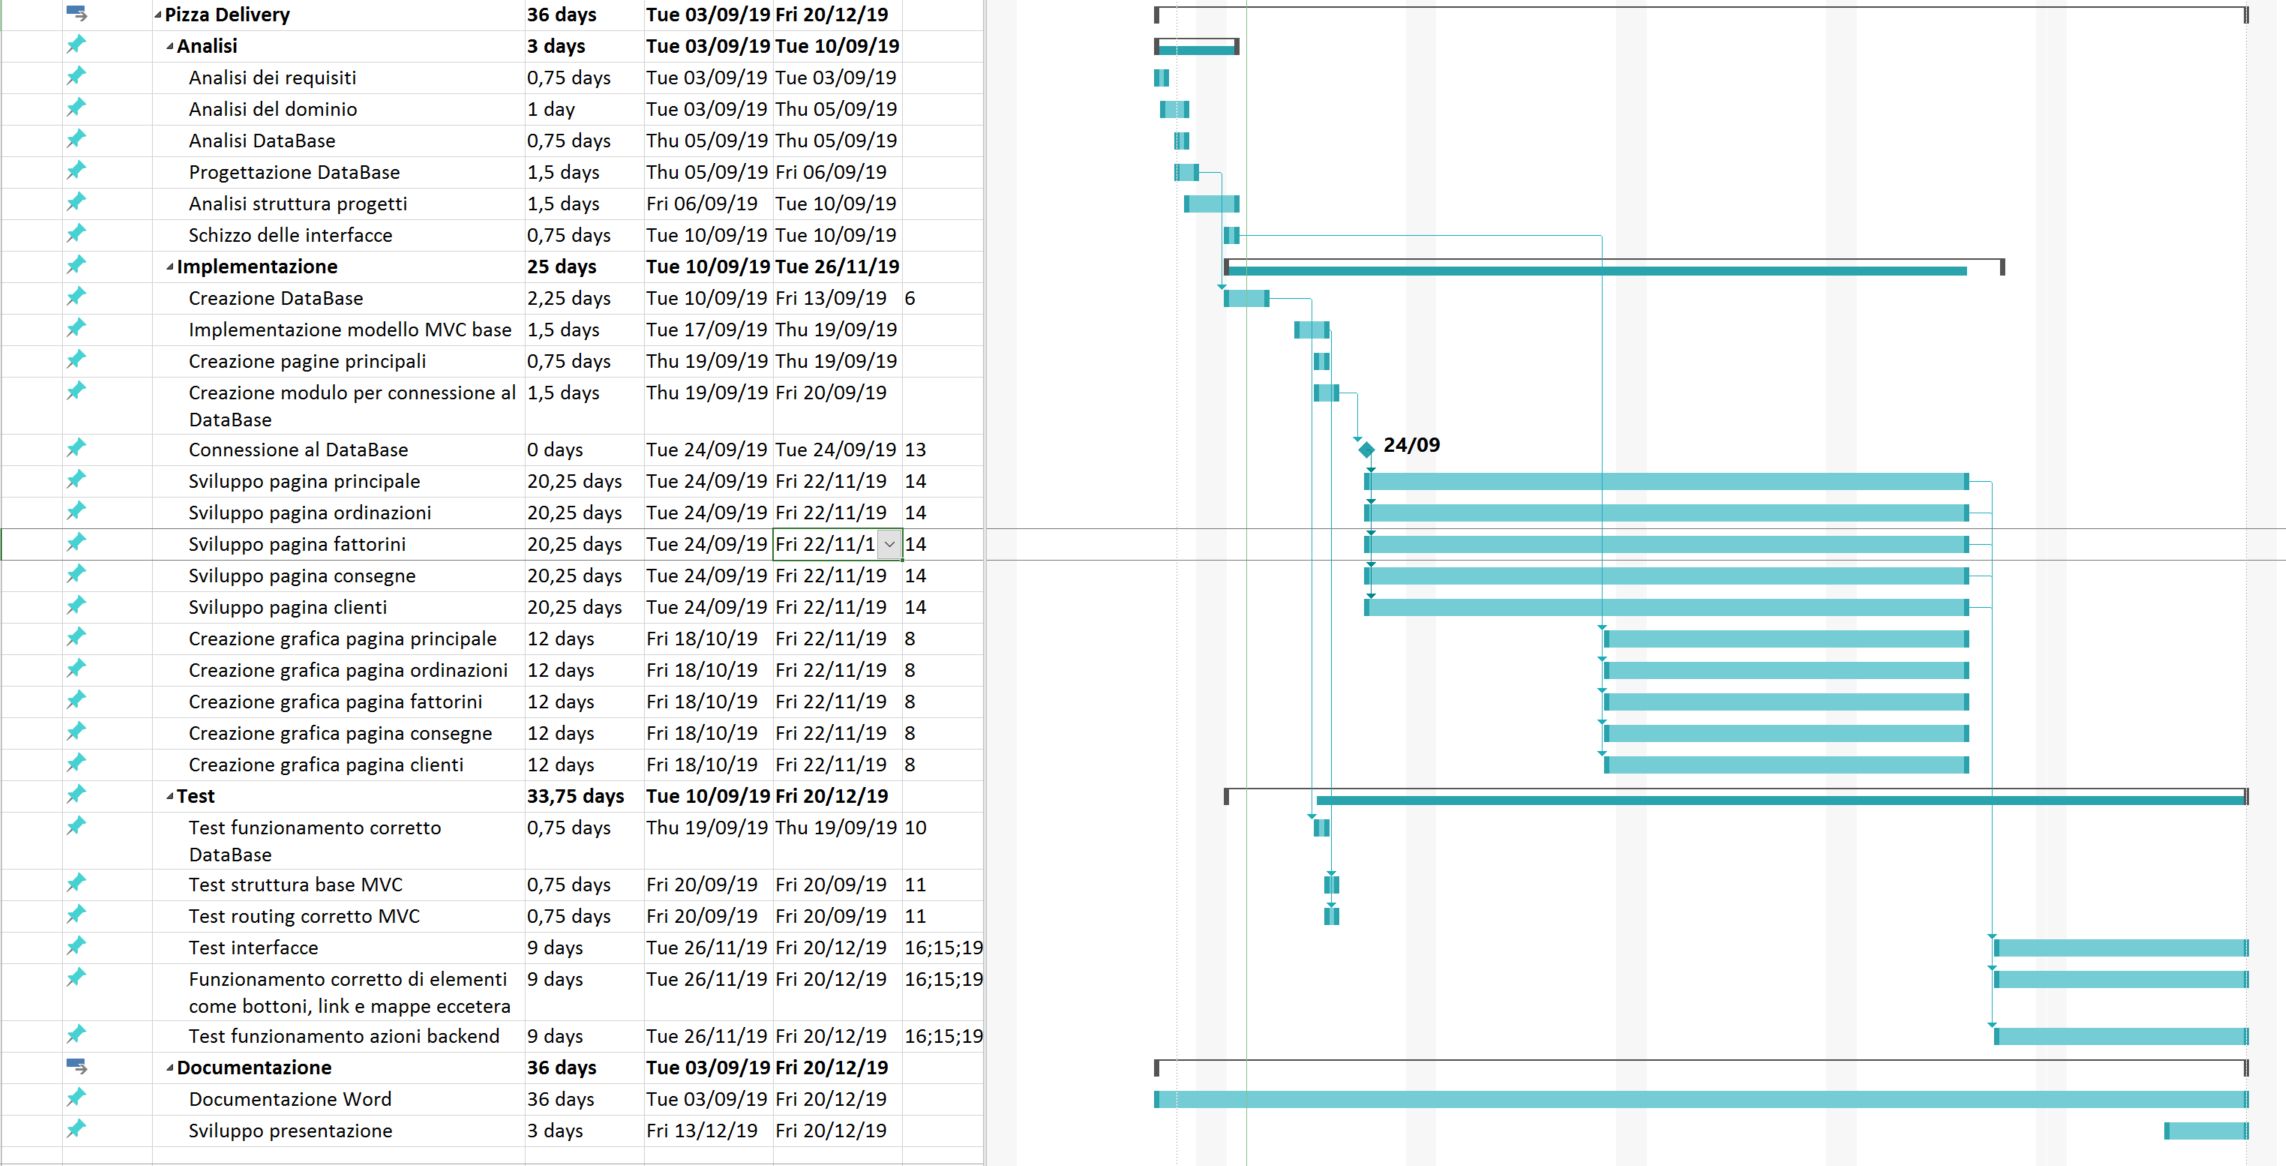 Pizza Delivery 36 days Tue 03/09/19 Fri 20/12/19
Analisi 3 days Tue 03/09/19 Tue 10/09/19
Analisi dei requisiti 0,75 days Tue 03/09/19 Tue 03/09/19
Analisi del dominio 1 day Tue 03/09/19 Thu 05/09/19
Analisi DataBase 0,75 days Thu 05/09/19 Thu 05/09/19
Progettazione DataBase 1,5 days Thu 05/09/19 Fri 06/09/19
Analisi struttura progetti 1,5 days Fri 06/09/19 Tue 10/09/19
Schizzo delle interfacce 0,75 days Tue 10/09/19 Tue 10/09/19
Implementazione 25 days Tue 10/09/19 Tue 26/11/19
Creazione DataBase 2,25 days Tue 10/09/19 Fri 13/09/19 6
Implementazione modello MVC base 1,5 days Tue 17/09/19 Thu 19/09/19
Creazione pagine principali 0,75 days Thu 19/09/19 Thu 19/09/19
Creazione modulo per connessione al 1,5 days Thu 19/09/19 Fri 20/09/19
DataBase
Connessione al DataBase 0 days Tue 24/09/19 Tue 24/09/19 13 24/09
Sviluppo pagina principale 20,25 days Tue 24/09/19 Fri 22/11/19 14
Sviluppo pagina ordinazioni 20,25 days Tue 24/09/19 Fri 22/11/19 14
Sviluppo pagina fattorini 20,25 days Tue 24/09/19 Fri 22/11/1 14
Sviluppo pagina consegne 20,25 days Tue 24/09/19 Fri 22/11/19 14
Sviluppo pagina clienti 20,25 days Tue 24/09/19 Fri 22/11/19 14
Creazione grafica pagina principale 12 days Fri 18/10/19 Fri 22/11/19 8
Creazione grafica pagina ordinazioni 12 days Fri 18/10/19 Fri 22/11/19 8
Creazione grafica pagina fattorini 12 days Fri 18/10/19 Fri 22/11/19 8
Creazione grafica pagina consegne 12 days Fri 18/10/19 Fri 22/11/19 8
Creazione grafica pagina clienti 12 days Fri 18/10/19 Fri 22/11/19 8
Test 33,75 days Tue 10/09/19 Fri 20/12/19
Test funzionamento corretto 0,75 days Thu 19/09/19 Thu 19/09/19 10
DataBase
Test struttura base MVC 0,75 days Fri 20/09/19 Fri 20/09/19 11
Test routing corretto MVC 0,75 days Fri 20/09/19 Fri 20/09/19 11
Test interfacce 9 days Tue 26/11/19 Fri 20/12/19 16;15;19
Funzionamento corretto di elementi 9 days Tue 26/11/19 Fri 20/12/19 16;15;19
come bottoni, link e mappe eccetera
Test funzionamento azioni backend 9 days Tue 26/11/19 Fri 20/12/19 16;15;19
Documentazione 36 days Tue 03/09/19 Fri 20/12/19
Documentazione Word 36 days Tue 03/09/19 Fri 20/12/19
Sviluppo presentazione 3 days Fri 13/12/19 Fri 20/12/19